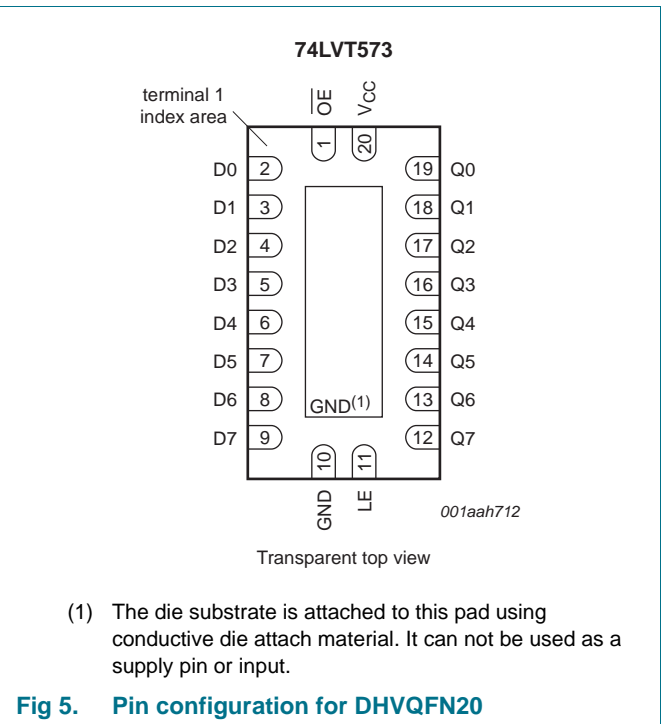 74LVT573
terminal 1
index area
OE
VCC
1
20
D0 2
19 Q0
D1 3
18 Q1
D2 4
17 Q2
D3 5
16 Q3
D4 6
15 Q4
D5 7
14 Q5
D6 8
GND(1)
13 Q6
D7 9
12 Q7
10
11
GND
LE
001aah712
Transparent top view
(1) The die substrate is attached to this pad using
conductive die attach material. It can not be used as a
supply pin or input.
Fig 5. Pin configuration for DHVQFN20